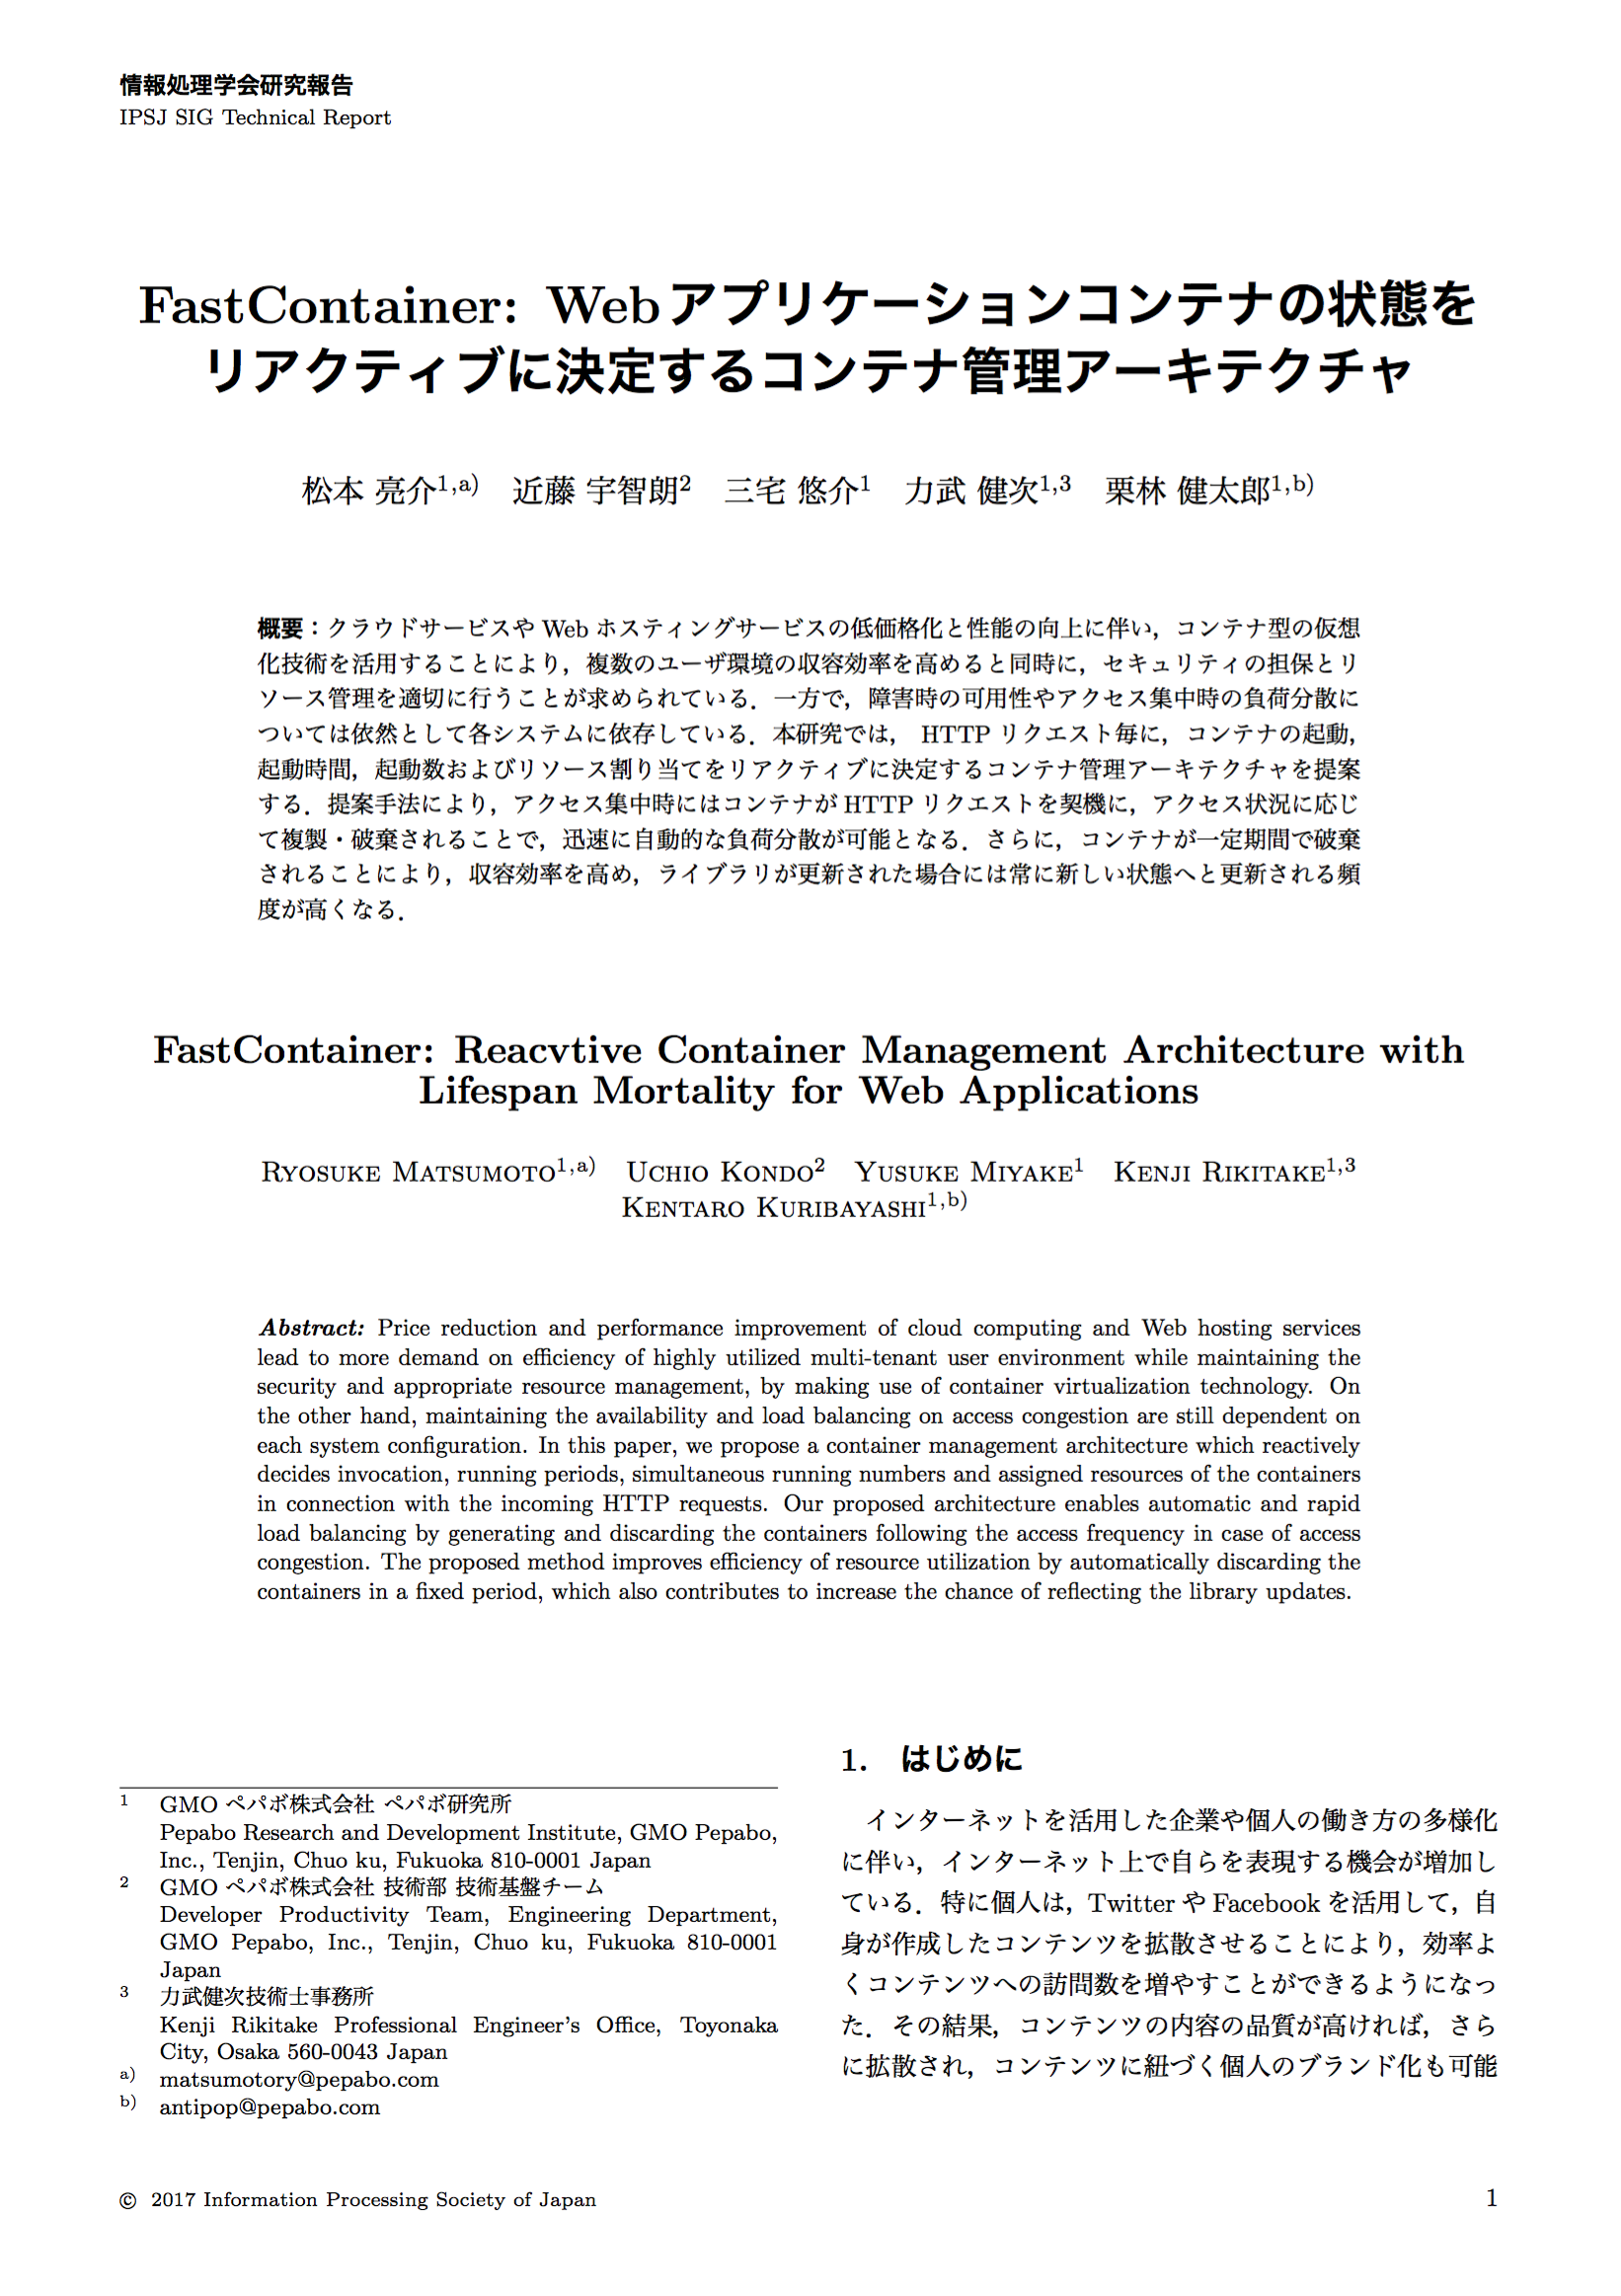 情報処理学会研究報告
IPSJ SIG Technical Report
FastContainer: Webアプリケーションコンテナの状態を
リアクティブに決定するコンテナ管理アーキテクチャ
松本 亮介1,a) 近藤 宇智朗2 三宅 悠介1 力武 健次1,3 栗林 健太郎1,b)
概要：クラウドサービスや Web ホスティングサービスの低価格化と性能の向上に伴い，コンテナ型の仮想
化技術を活用することにより，複数のユーザ環境の収容効率を高めると同時に，セキュリティの担保とリ
ソース管理を適切に行うことが求められている．一方で，障害時の可用性やアクセス集中時の負荷分散に
ついては依然として各システムに依存している．本研究では， HTTP リクエスト毎に，コンテナの起動，
起動時間，起動数およびリソース割り当てをリアクティブに決定するコンテナ管理アーキテクチャを提案
する．提案手法により，アクセス集中時にはコンテナが HTTP リクエストを契機に，アクセス状況に応じ
て複製・破棄されることで，迅速に自動的な負荷分散が可能となる．さらに，コンテナが一定期間で破棄
されることにより，収容効率を高め，ライブラリが更新された場合には常に新しい状態へと更新される頻
度が高くなる．
FastContainer: Reacvtive Container Management Architecture with
Lifespan Mortality for Web Applications
Ryosuke Matsumoto1,a) Uchio Kondo2 Yusuke Miyake1 Kenji Rikitake1,3
Kentaro Kuribayashi1,b)
Abstract: Price reduction and performance improvement of cloud computing and Web hosting services
lead to more demand on efficiency of highly utilized multi-tenant user environment while maintaining the
security and appropriate resource management, by making use of container virtualization technology. On
the other hand, maintaining the availability and load balancing on access congestion are still dependent on
each system configuration. In this paper, we propose a container management architecture which reactively
decides invocation, running periods, simultaneous running numbers and assigned resources of the containers
in connection with the incoming HTTP requests. Our proposed architecture enables automatic and rapid
load balancing by generating and discarding the containers following the access frequency in case of access
congestion. The proposed method improves efficiency of resource utilization by automatically discarding the
containers in a fixed period, which also contributes to increase the chance of reflecting the library updates.
1 GMO ペパボ株式会社 ペパボ研究所
Pepabo Research and Development Institute, GMO Pepabo,
Inc., Tenjin, Chuo ku, Fukuoka 810-0001 Japan
2 GMO ペパボ株式会社 技術部 技術基盤チーム
Developer Productivity Team, Engineering Department,
GMO Pepabo, Inc., Tenjin, Chuo ku, Fukuoka 810-0001
Japan
3 力武健次技術士事務所
Kenji Rikitake Professional Engineer's Office, Toyonaka
City, Osaka 560-0043 Japan
a) matsumotory@pepabo.com
b) antipop@pepabo.com
1. はじめに
インターネットを活用した企業や個人の働き方の多様化
に伴い，インターネット上で自らを表現する機会が増加し
ている．特に個人は，Twitter や Facebook を活用して，自
身が作成したコンテンツを拡散させることにより，効率よ
くコンテンツへの訪問数を増やすことができるようになっ
た．その結果，コンテンツの内容の品質が高ければ，さら
に拡散され，コンテンツに紐づく個人のブランド化も可能
© 2017 Information Processing Society of Japan
1